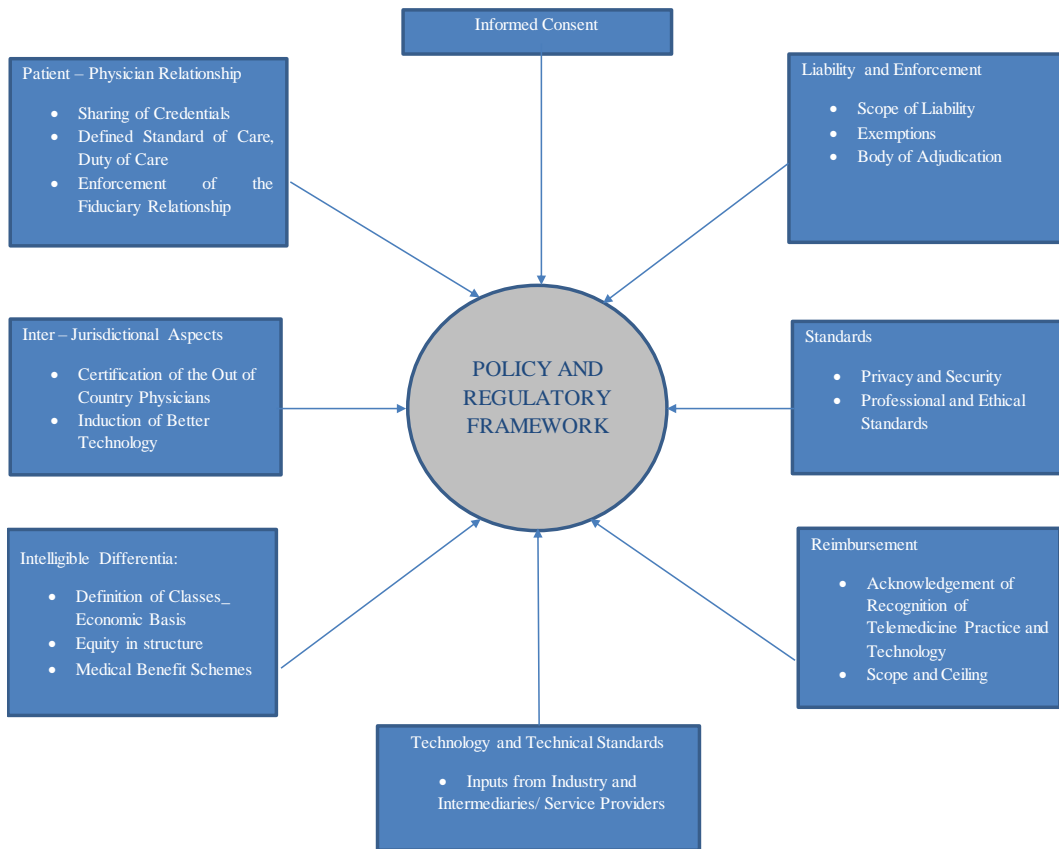 Informed Consent
Patient – Physician Relationship
• Sharing of Credentials
• Defined Standard of Care,
Duty of Care
• Enforcement of the
Fiduciary Relationship
Liability and Enforcement
• Scope of Liability
• Exemptions
• Body of Adjudication
Inter – Jurisdictional Aspects
• Certification of the Out of
Country Physicians
• Induction of Better
Technology
POLICY AND
REGULATORY
FRAMEWORK
Standards
• Privacy and Security
• Professional and Ethical
Standards
Intelligible Differentia:
• Definition of Classes_
Economic Basis
• Equity in structure
• Medical Benefit Schemes
Reimbursement
• Acknowledgement of
Recognition of
Telemedicine Practice and
Technology
• Scope and Ceiling
Technology and Technical Standards
• Inputs from Industry and
Intermediaries/ Service Providers